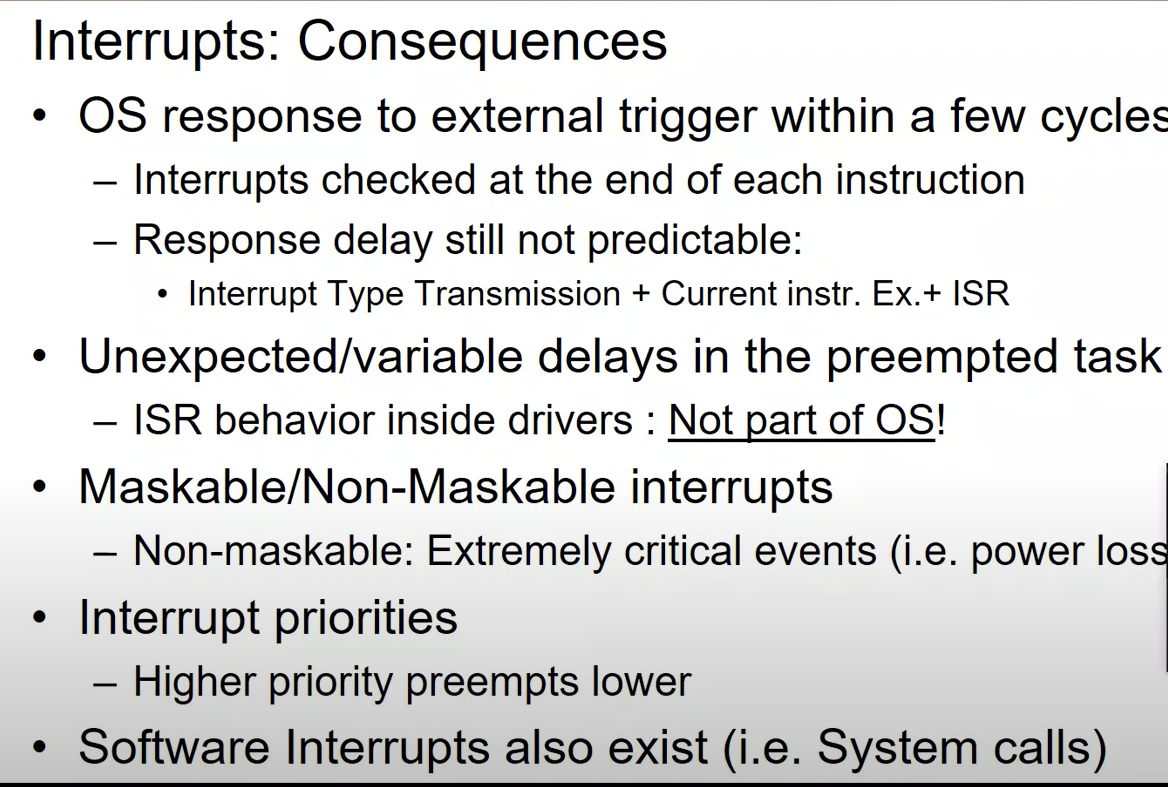 Interrupts: Consequences
• OS response to external trigger within a few cycles
– Interrupts checked at the end of each instruction
– Response delay still not predictable:
• Interrupt Type Transmission + Current instr. Ex.+ ISR
• Unexpected/variable delays in the preempted task
– ISR behavior inside drivers : Not part of OS!
• Maskable/Non-Maskable interrupts
– Non-maskable: Extremely critical events (i.e. power loss
• Interrupt priorities
– Higher priority preempts lower
• Software Interrupts also exist (i.e. System calls)